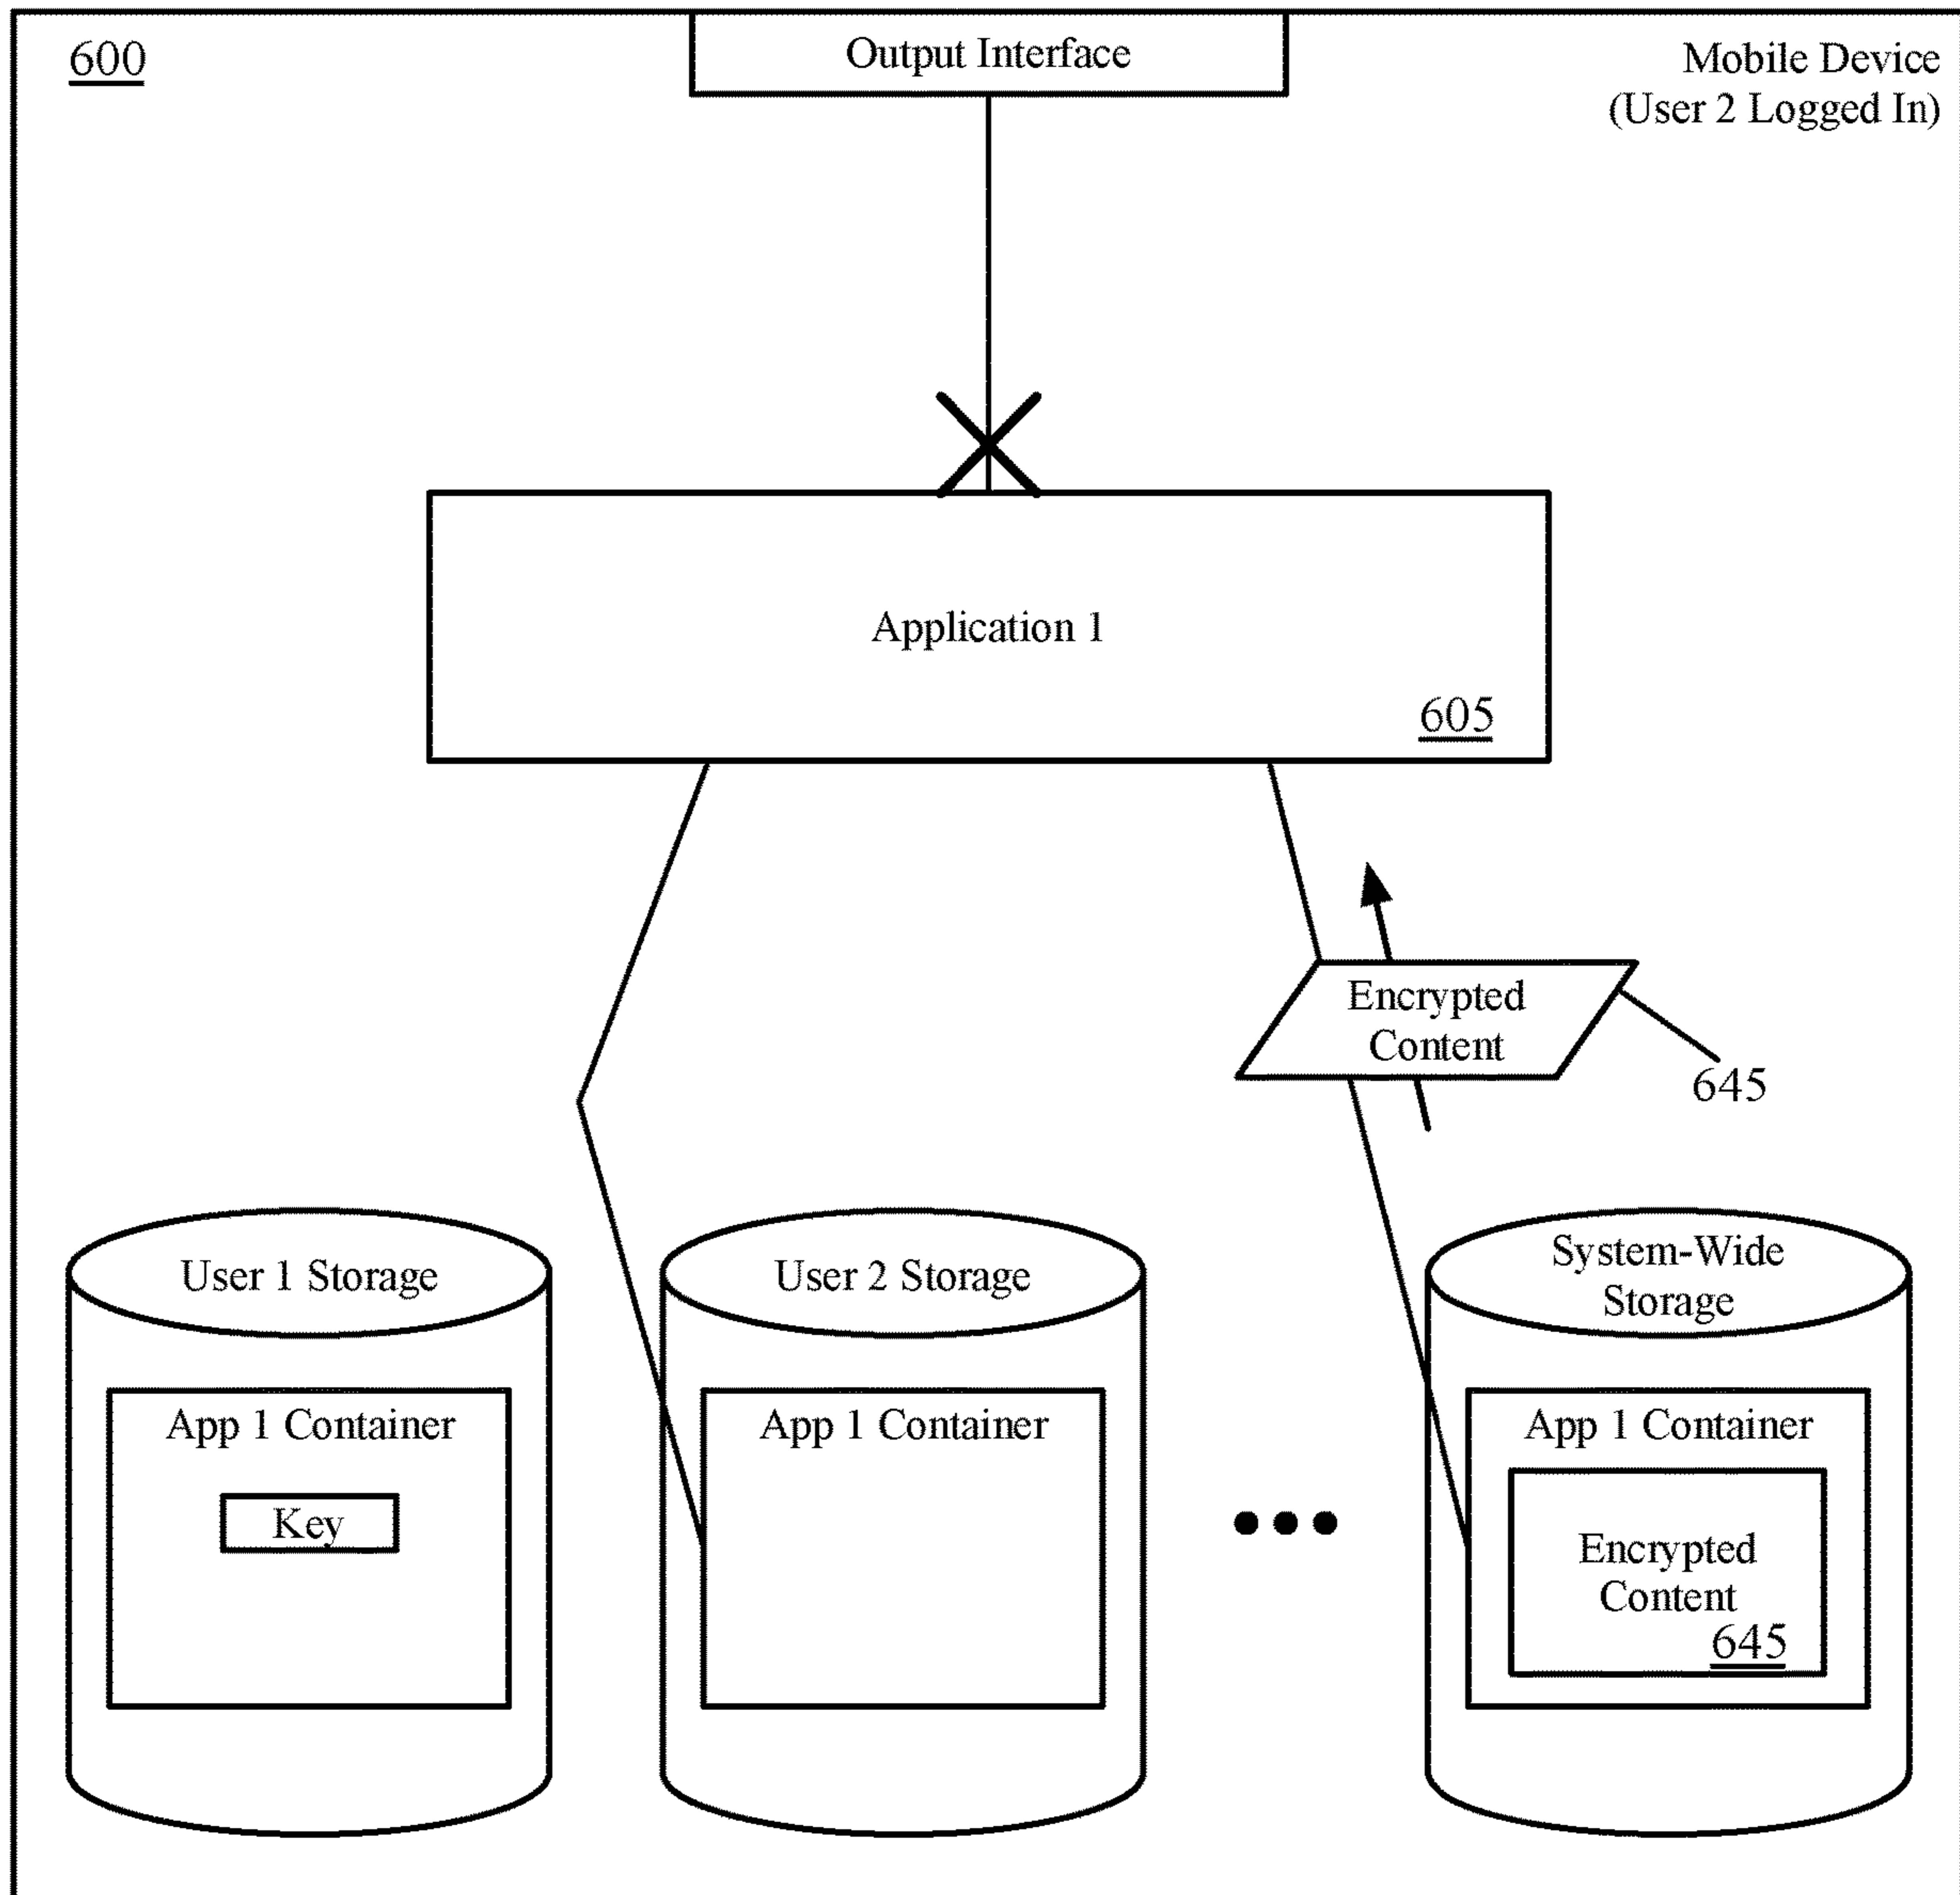 600
Output Interface
Mobile Device
(User 2 Logged In)
Application 1
605
Encrypted
Content
645
User 1 Storage
User 2 Storage
System-Wide
Storage
App 1 Container
Key
App 1 Container
App 1 Container
Encrypted
Content
645